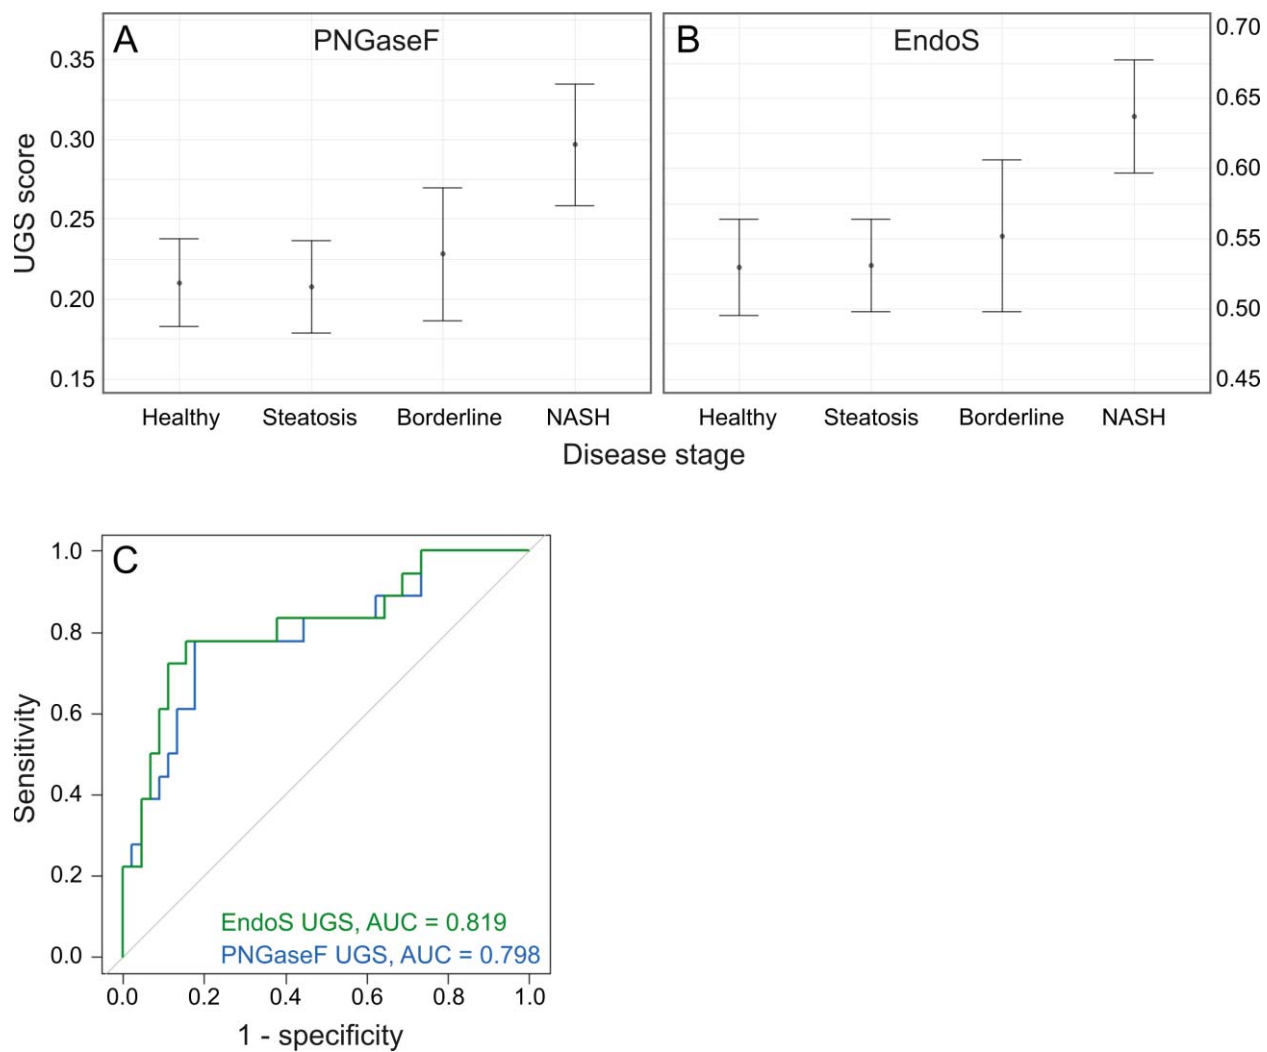 A
PNGaseF
B
EndoS
UGS score
0.35
0.30
0.25
0.20
0.15
0.70
0.65
0.60
0.55
0.50
0.45
Healthy Steatosis Borderline NASH
Healthy Steatosis Borderline NASH
Disease stage
C
Sensitivity
1.0
0.8
0.6
0.4
0.2
0.0
EndoS UGS, AUC = 0.819
PNGaseF UGS, AUC = 0.798
0.0 0.2 0.4 0.6 0.8 1.0
1 - specificity